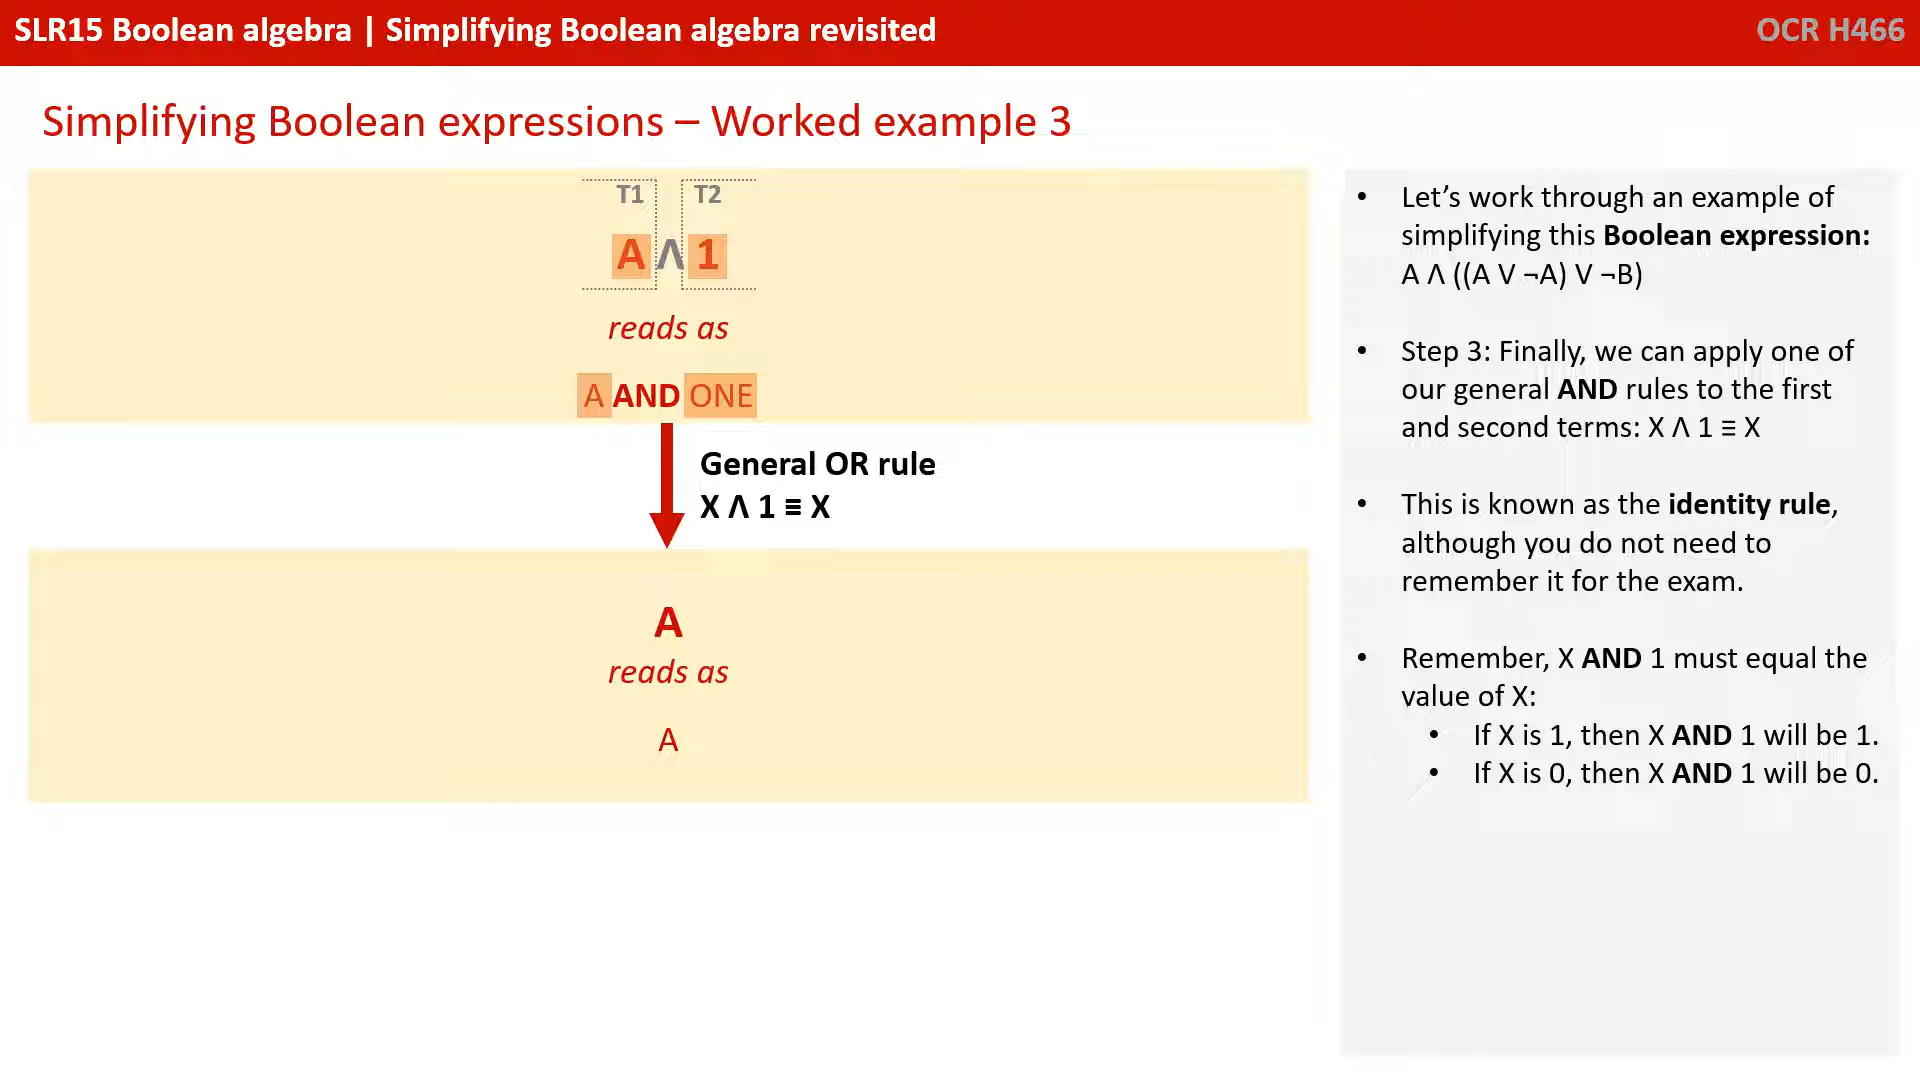 SLR15 Boolean algebra | Simplifying Boolean algebra revisited
OCR H466
Simplifying Boolean expressions – Worked example 3
T1 T2
A Λ 1
reads as
A AND ONE
General OR rule
X Λ 1 ≡ X
A
reads as
A
• Let’s work through an example of
simplifying this Boolean expression:
A Λ ((A V ¬A) V ¬B)
• Step 3: Finally, we can apply one of
our general AND rules to the first
and second terms: X Λ 1 ≡ X
• This is known as the identity rule,
although you do not need to
remember it for the exam.
• Remember, X AND 1 must equal the
value of X:
• If X is 1, then X AND 1 will be 1.
• If X is 0, then X AND 1 will be 0.